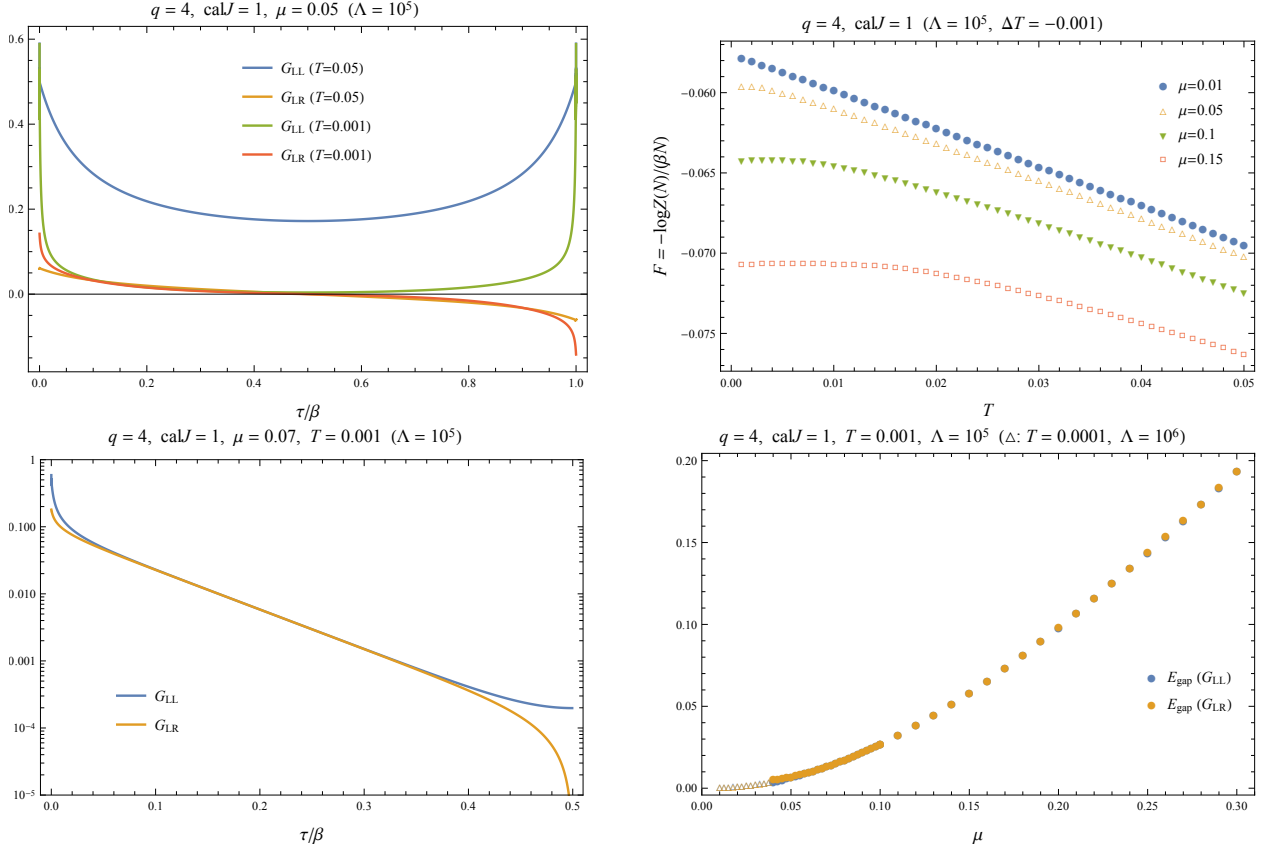 q = 4, calJ = 1, μ = 0.05 (Λ = 10⁵)
0.6
0.4
0.2
0.0
G_LL (T=0.05)
G_LR (T=0.05)
G_LL (T=0.001)
G_LR (T=0.001)
0.0 0.2 0.4 0.6 0.8 1.0
τ/β
q = 4, calJ = 1 (Λ = 10⁵, ΔT = −0.001)
F = −logZ(N)/(βN)
−0.060
−0.065
−0.070
−0.075
μ=0.01
μ=0.05
μ=0.1
μ=0.15
0.00 0.01 0.02 0.03 0.04 0.05
T
q = 4, calJ = 1, μ = 0.07, T = 0.001 (Λ = 10⁵)
1
0.100
0.010
0.001
10⁻⁴
10⁻⁵
G_LL
G_LR
0.0 0.1 0.2 0.3 0.4 0.5
τ/β
q = 4, calJ = 1, T = 0.001, Λ = 10⁵ (△: T = 0.0001, Λ = 10⁶)
0.20
0.15
0.10
0.05
0.00
E_gap (G_LL)
E_gap (G_LR)
0.05 0.10 0.15 0.20 0.25 0.30
μ